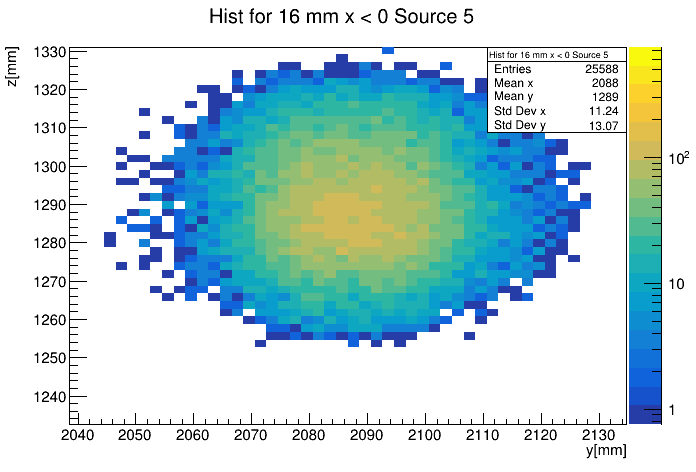 Hist for 16 mm x < 0 Source 5
z[mm]
Hist for 16 mm x < 0 Source 5
Entries 25588
Mean x 2088
Mean y 1289
Std Dev x 11.24
Std Dev y 13.07
1330
1320
1310
1300
1290
1280
1270
1260
1250
1240
10²
10
1
2040 2050 2060 2070 2080 2090 2100 2110 2120 2130
y[mm]